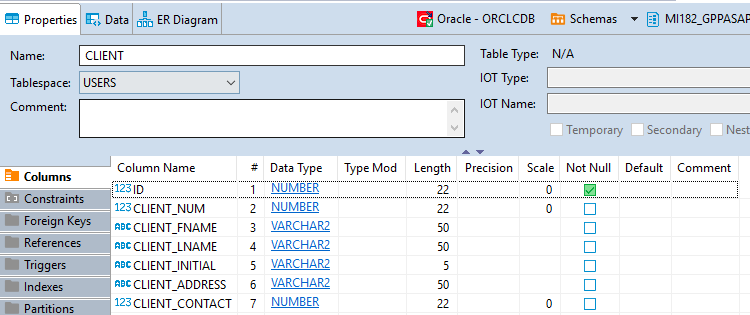 Properties Data ER Diagram Oracle - ORCLCDB Schemas MI182_GPPASAP
Name: CLIENT Table Type: N/A
Tablespace: USERS IOT Type:
Comment: IOT Name:
Temporary Secondary Nest
Columns Column Name # Data Type Type Mod Length Precision Scale Not Null Default Comment
123 ID 1 NUMBER 22 0
Constraints 123 CLIENT_NUM 2 NUMBER 22 0
Foreign Keys ABC CLIENT_FNAME 3 VARCHAR2 50
References ABC CLIENT_LNAME 4 VARCHAR2 50
Triggers ABC CLIENT_INITIAL 5 VARCHAR2 5
Indexes ABC CLIENT_ADDRESS 6 VARCHAR2 50
Partitions 123 CLIENT_CONTACT 7 NUMBER 22 0